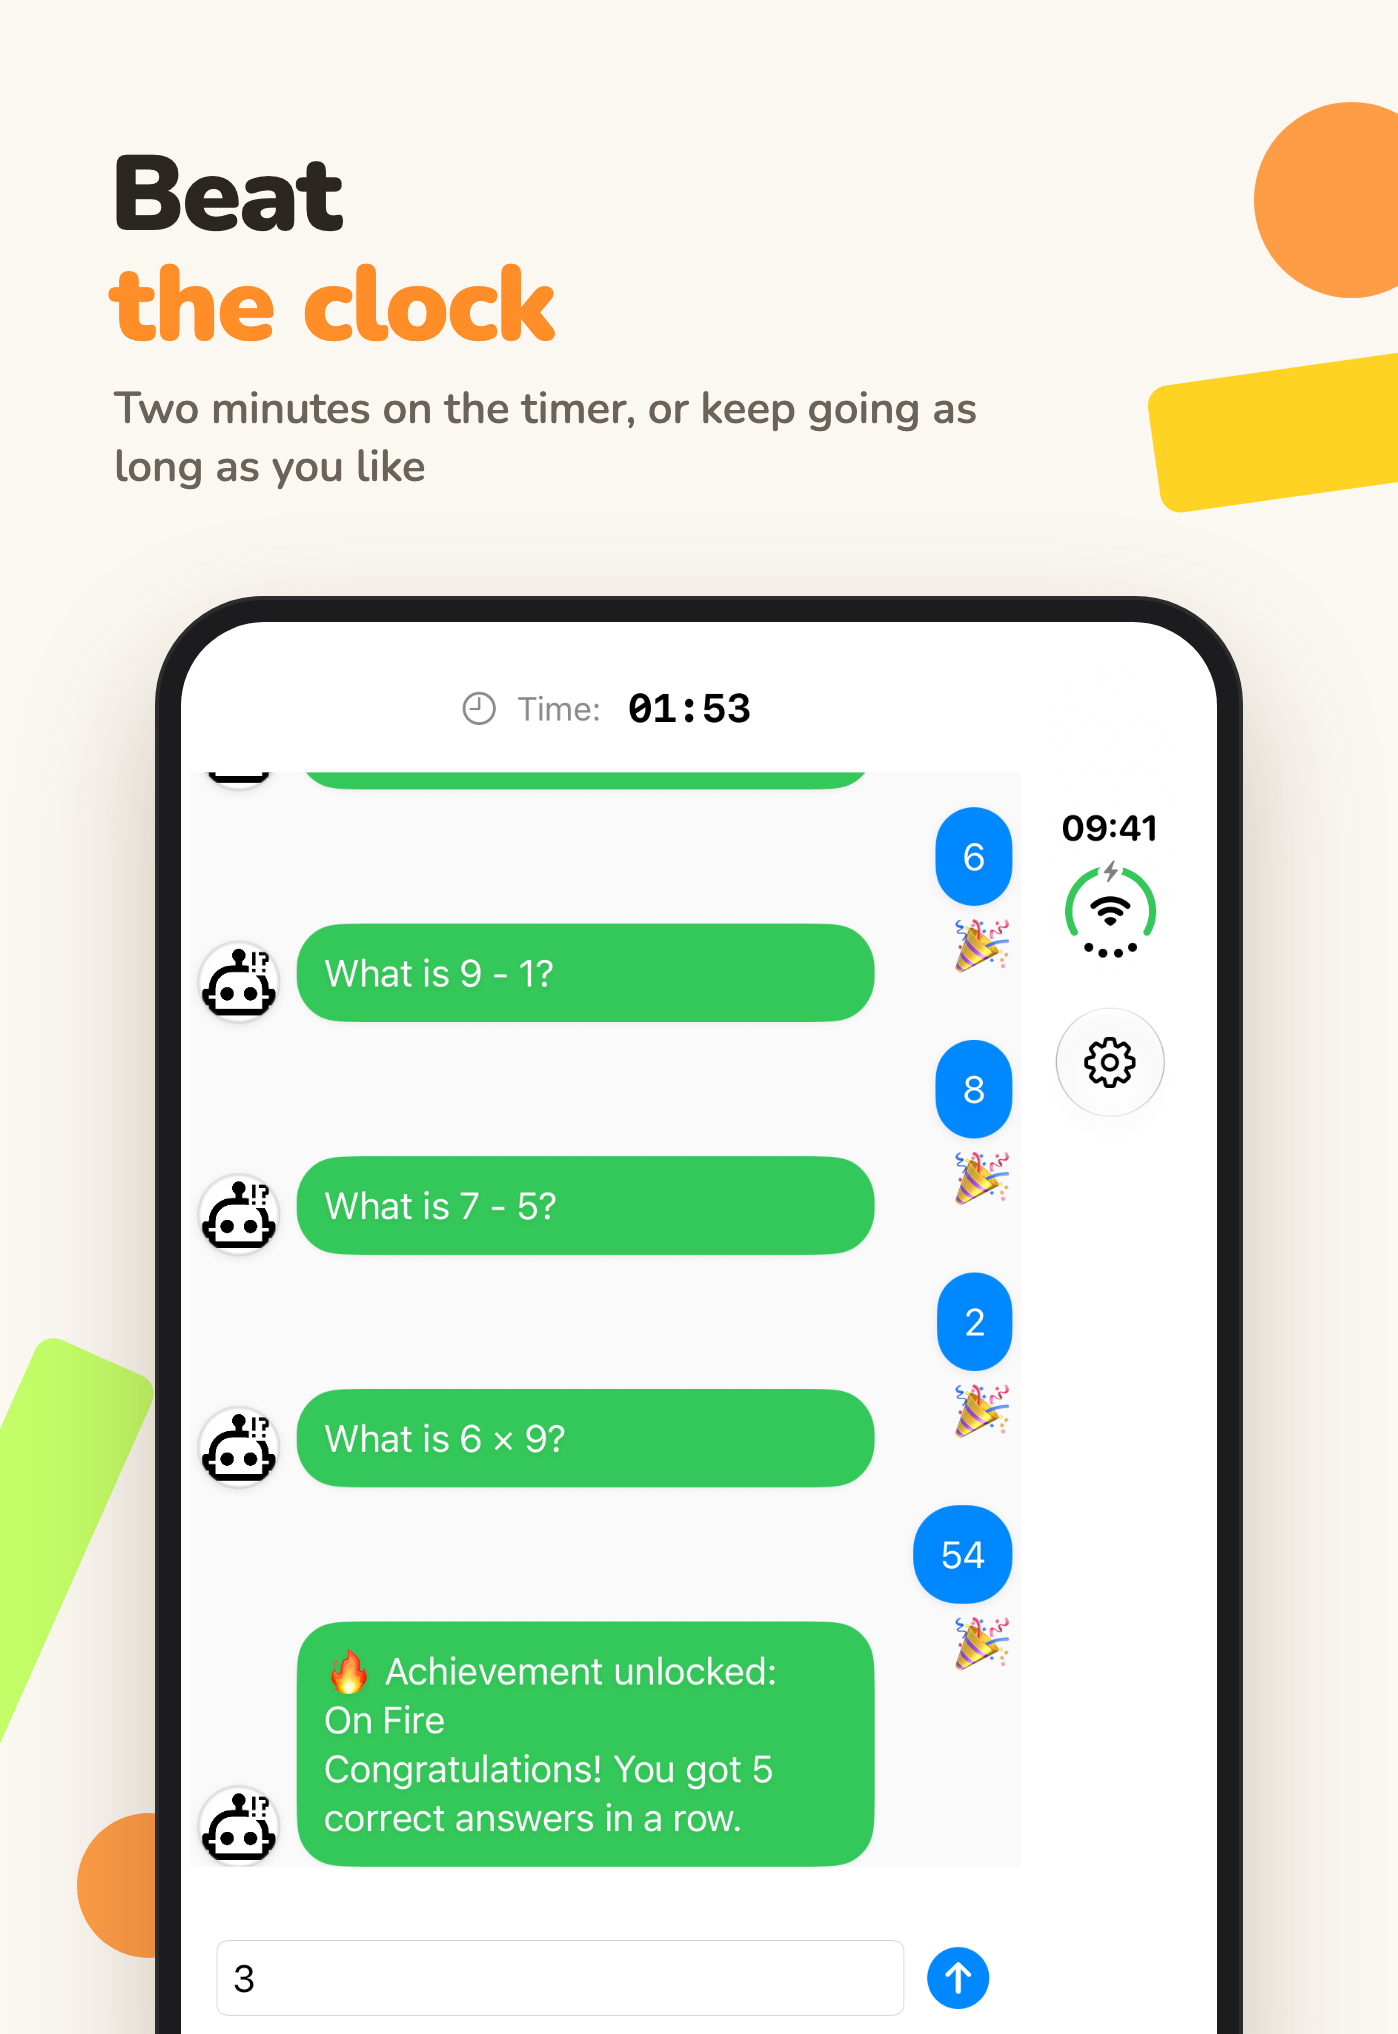 Beat
the clock
Two minutes on the timer, or keep going as
long as you like
Time: 01:53
09:41
6
What is 9 - 1?
8
What is 7 - 5?
2
What is 6 × 9?
54
🔥 Achievement unlocked:
On Fire
Congratulations! You got 5
correct answers in a row.
3